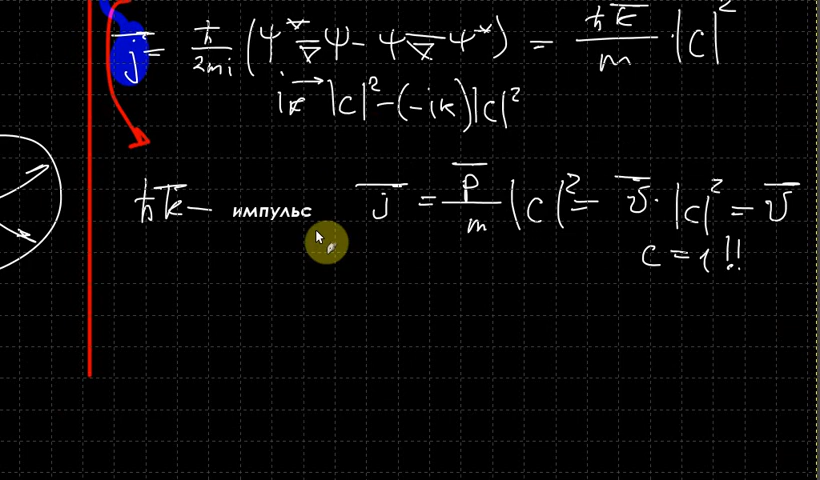 j̅ = ħ/2mi (ψ* ∇̅ ψ − ψ ∇̅ ψ*) = ħk̅/m · |C|²
ik⃗ |C|² − (−ik)|C|²
ħk̅ — импульс j̅ = p̅/m |C|² = v̅ · |C|² = v̅
C = 1!!